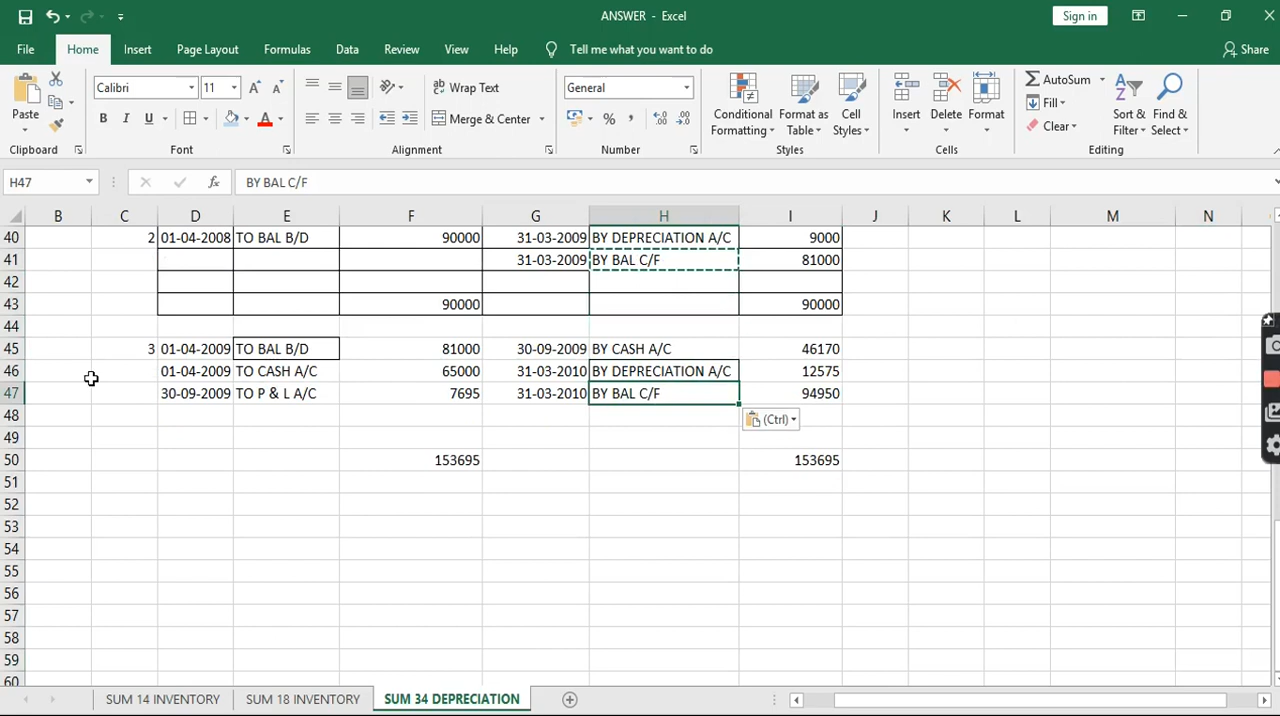 ANSWER - Excel
Sign in
File Home Insert Page Layout Formulas Data Review View Help Tell me what you want to do Share
Paste
Clipboard
Calibri 11
B I U
Font
Wrap Text
Merge & Center
Alignment
General
%
Number
Conditional Formatting
Format as Table
Cell Styles
Styles
Insert Delete Format
Cells
AutoSum
Fill
Clear
Sort & Filter
Find & Select
Editing
H47 fx BY BAL C/F
B C D E F G H I J K L M N
40 2 01-04-2008 TO BAL B/D 90000 31-03-2009 BY DEPRECIATION A/C 9000
41 31-03-2009 BY BAL C/F 81000
42
43 90000 90000
44
45 3 01-04-2009 TO BAL B/D 81000 30-09-2009 BY CASH A/C 46170
46 01-04-2009 TO CASH A/C 65000 31-03-2010 BY DEPRECIATION A/C 12575
47 30-09-2009 TO P & L A/C 7695 31-03-2010 BY BAL C/F 94950
48 (Ctrl)
49
50 153695 153695
51
52
53
54
55
56
57
58
59
60
SUM 14 INVENTORY SUM 18 INVENTORY SUM 34 DEPRECIATION